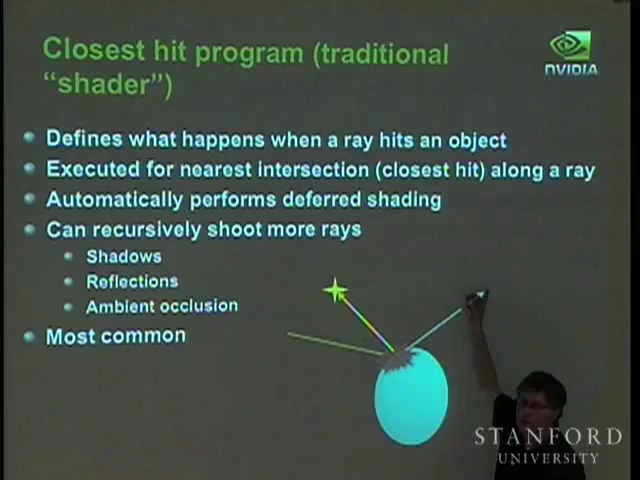 Closest hit program (traditional
"shader")
NVIDIA
Defines what happens when a ray hits an object
Executed for nearest intersection (closest hit) along a ray
Automatically performs deferred shading
Can recursively shoot more rays
Shadows
Reflections
Ambient occlusion
Most common
STANFORD
UNIVERSITY